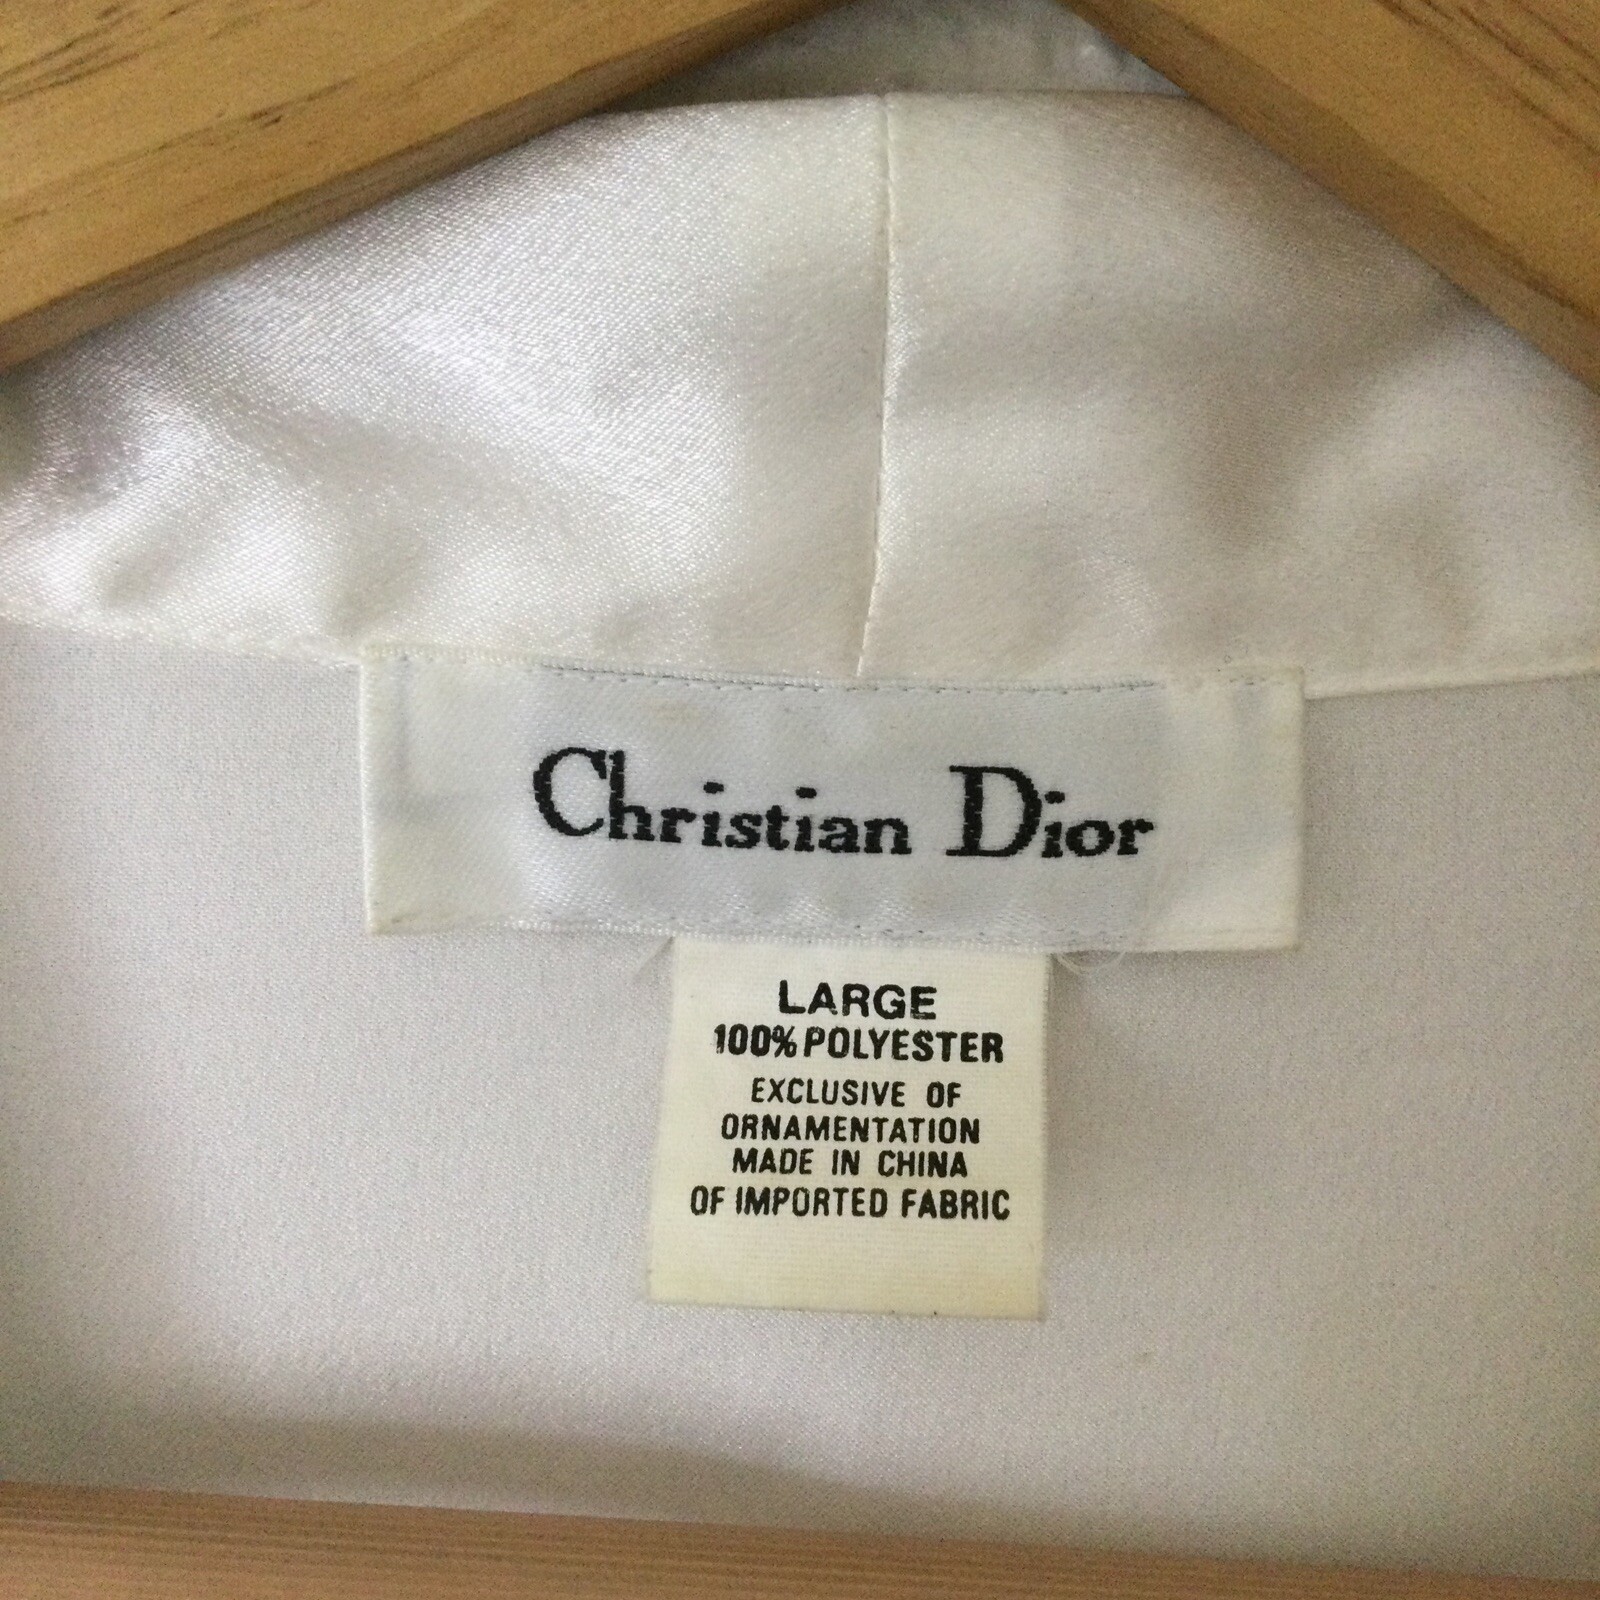 Christian Dior
LARGE
100% POLYESTER
EXCLUSIVE OF
ORNAMENTATION
MADE IN CHINA
OF IMPORTED FABRIC